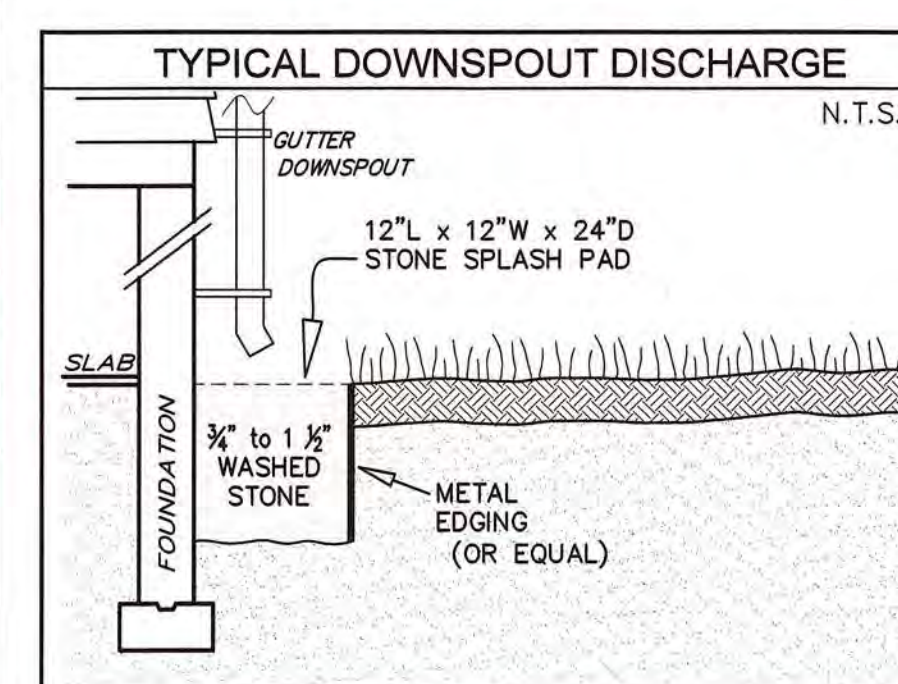 TYPICAL DOWNSPOUT DISCHARGE
N.T.S.
GUTTER
DOWNSPOUT
12"L x 12"W x 24"D
STONE SPLASH PAD
SLAB
FOUNDATION
¾" to 1 ½"
WASHED
STONE
METAL
EDGING
(OR EQUAL)